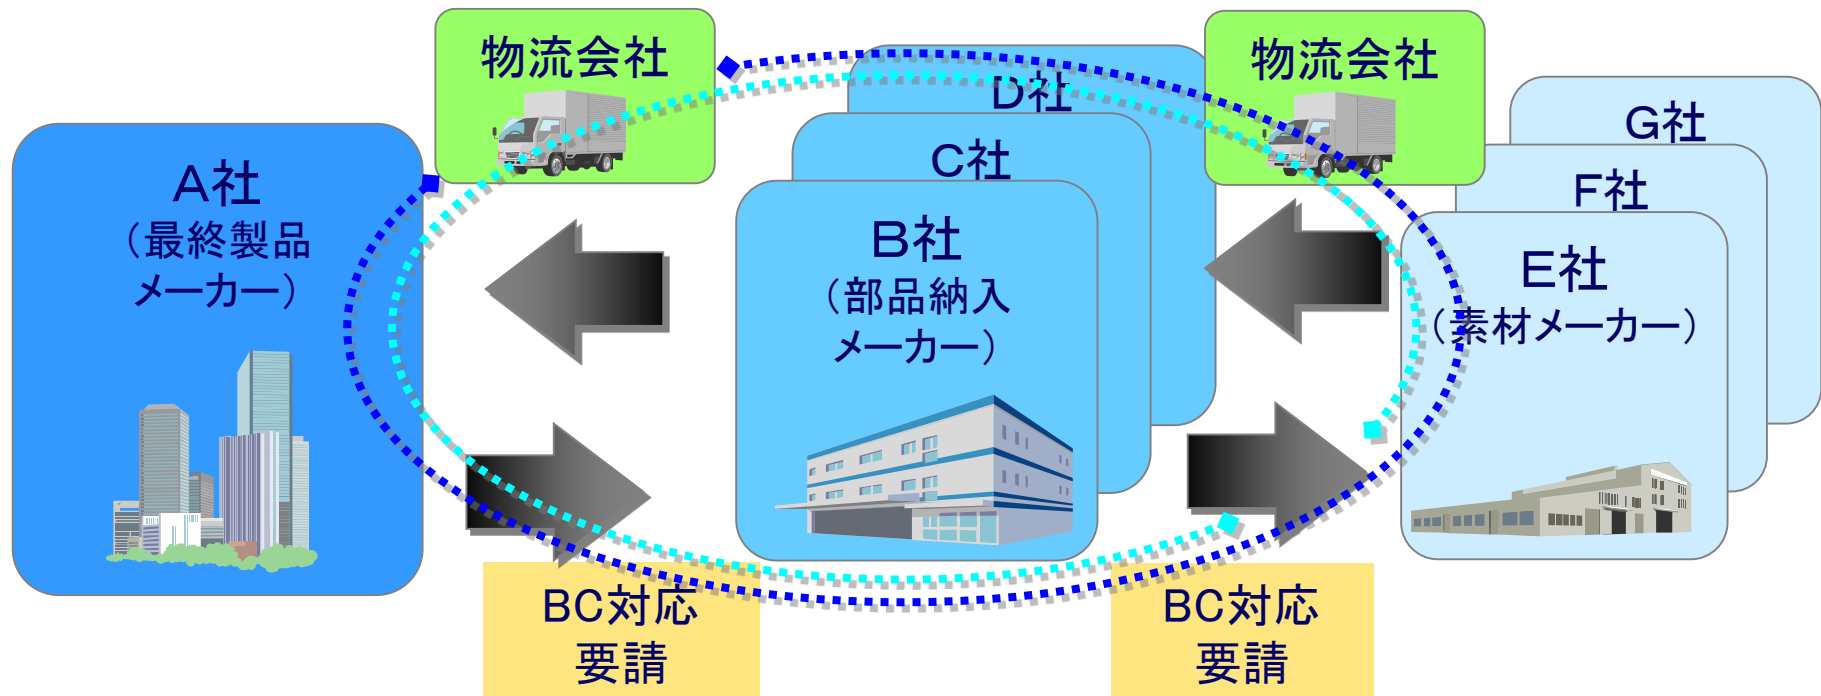 物流会社
物流会社
D社
G社
C社
F社
A社
(最終製品
メーカー)
B社
(部品納入
メーカー)
E社
(素材メーカー)
BC対応
要請
BC対応
要請